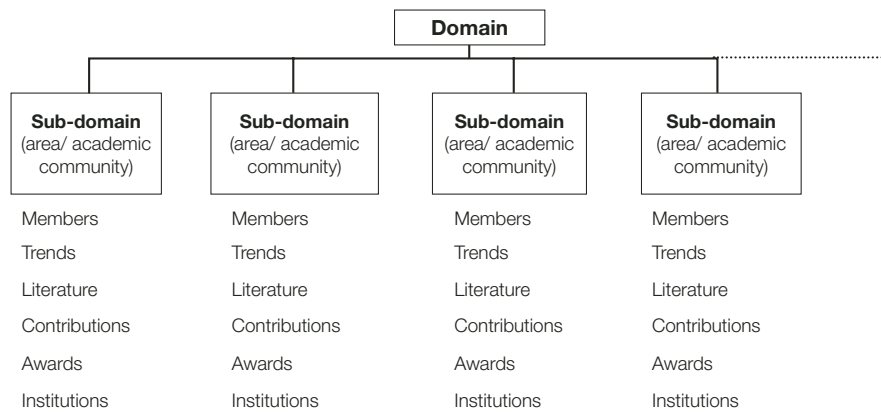 Domain
Sub-domain
(area/ academic
community)
Sub-domain
(area/ academic
community)
Sub-domain
(area/ academic
community)
Sub-domain
(area/ academic
community)
Members
Members
Members
Members
Trends
Trends
Trends
Trends
Literature
Literature
Literature
Literature
Contributions
Contributions
Contributions
Contributions
Awards
Awards
Awards
Awards
Institutions
Institutions
Institutions
Institutions